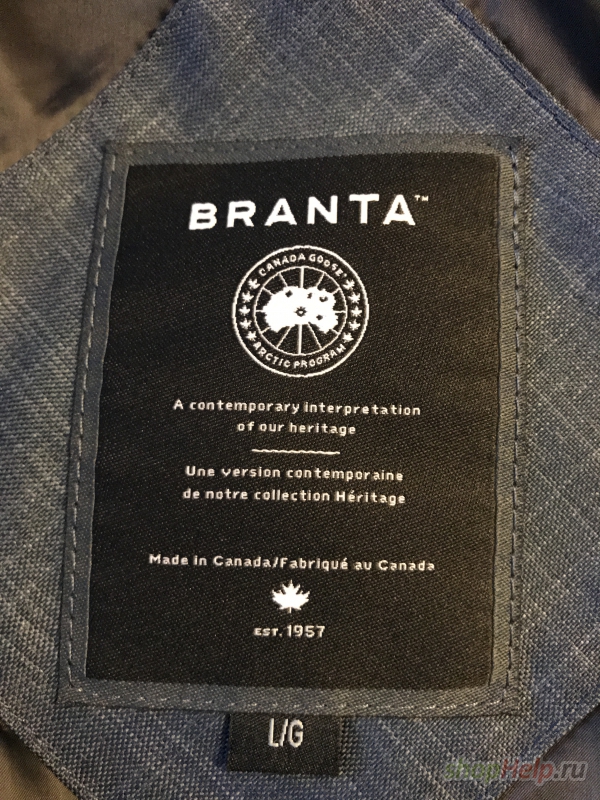 BRANTA™
CANADA GOOSE®
ARCTIC PROGRAM
A contemporary interpretation
of our heritage
Une version contemporaine
de notre collection Héritage
Made in Canada/Fabriqué au Canada
EST. 1957
L/G
shopHelp.ru